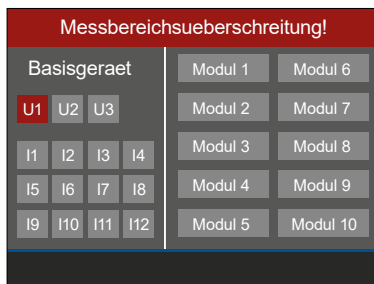 Messbereichsueberschreitung!
Basisgeraet
U1 U2 U3
I1 I2 I3 I4
I5 I6 I7 I8
I9 I10 I11 I12
Modul 1 Modul 6
Modul 2 Modul 7
Modul 3 Modul 8
Modul 4 Modul 9
Modul 5 Modul 10